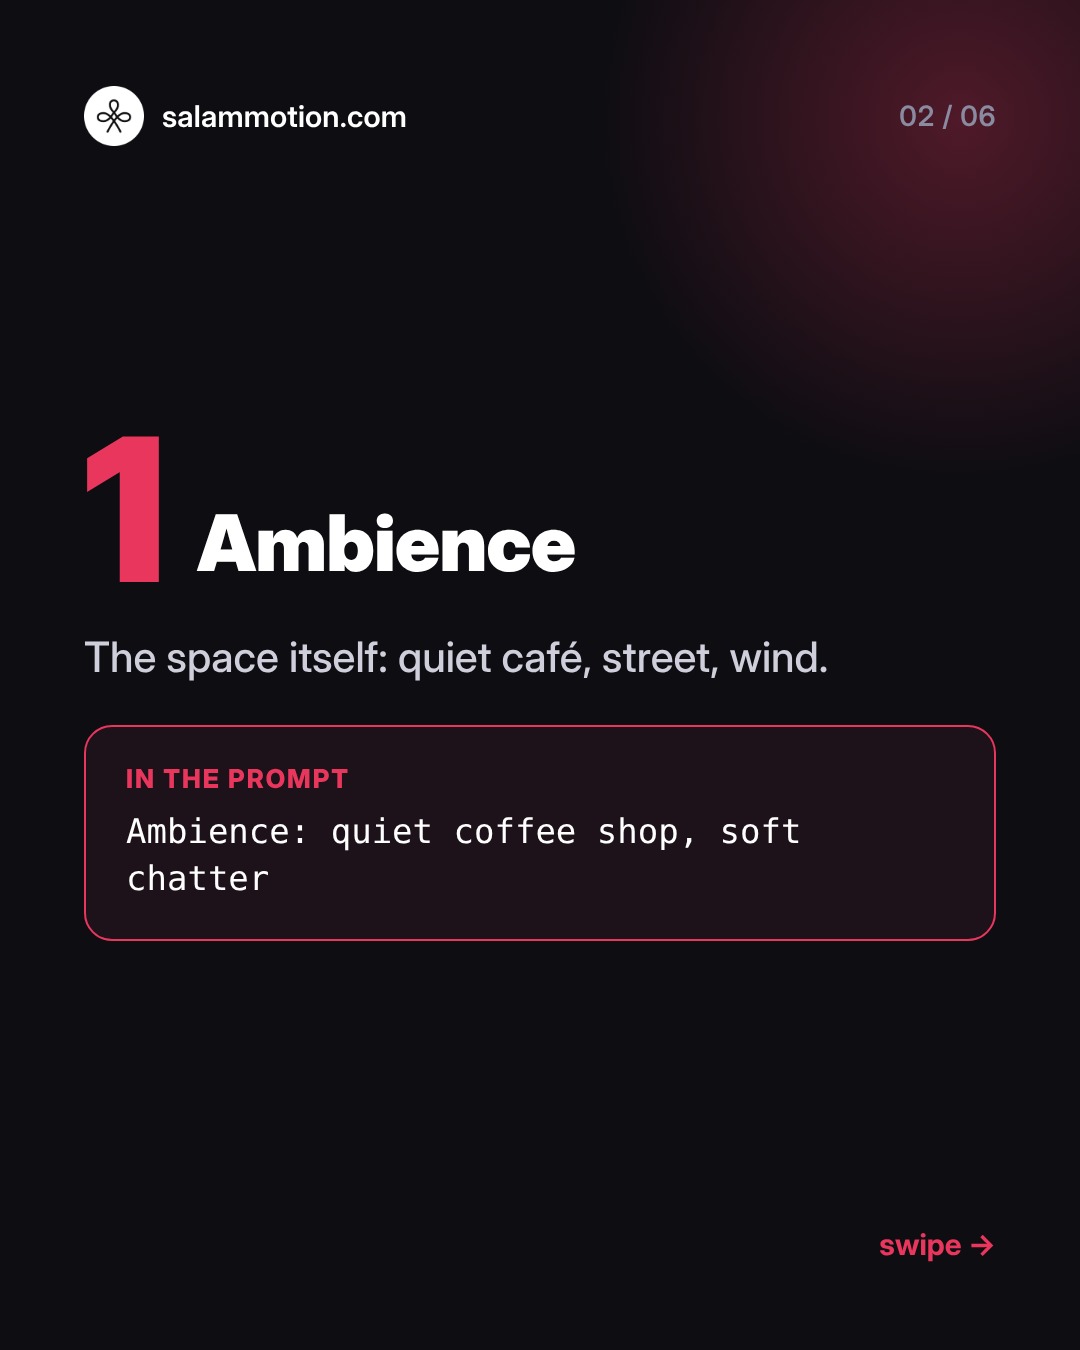 salammotion.com
02 / 06
1 Ambience
The space itself: quiet café, street, wind.
IN THE PROMPT
Ambience: quiet coffee shop, soft
chatter
swipe →